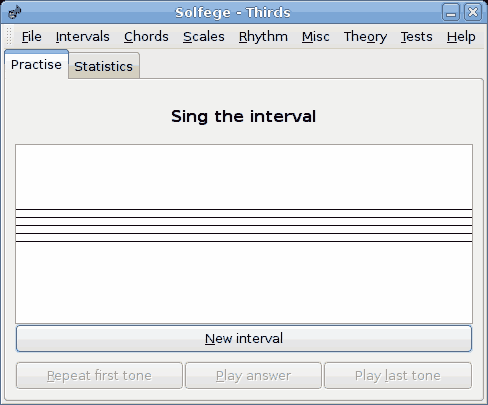 Solfege - Thirds
File Intervals Chords Scales Rhythm Misc Theory Tests Help
Practise Statistics
Sing the interval
New interval
Repeat first tone Play answer Play last tone